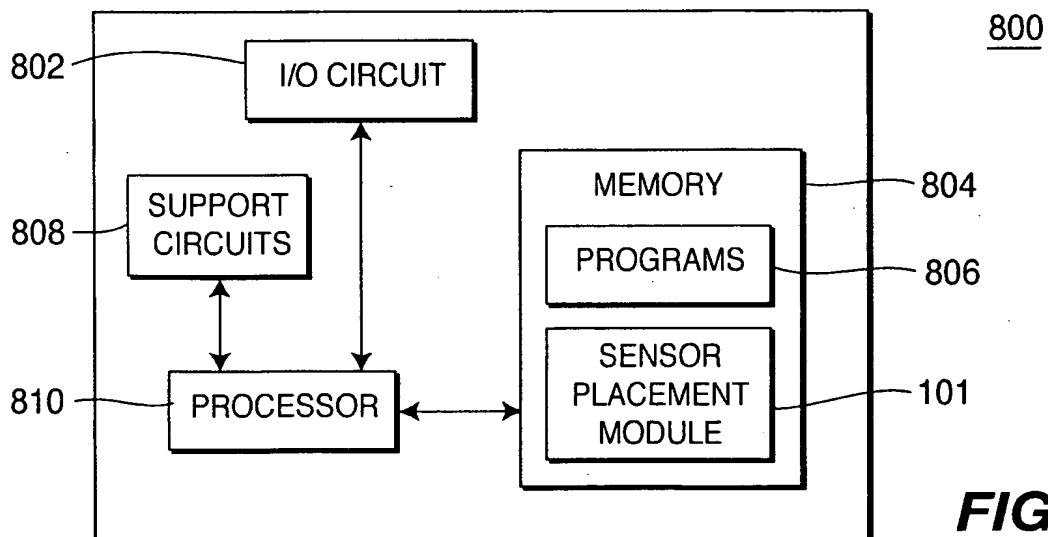 800
802
I/O CIRCUIT
808
SUPPORT
CIRCUITS
MEMORY
804
PROGRAMS
806
SENSOR
PLACEMENT
MODULE
101
810
PROCESSOR
FIG